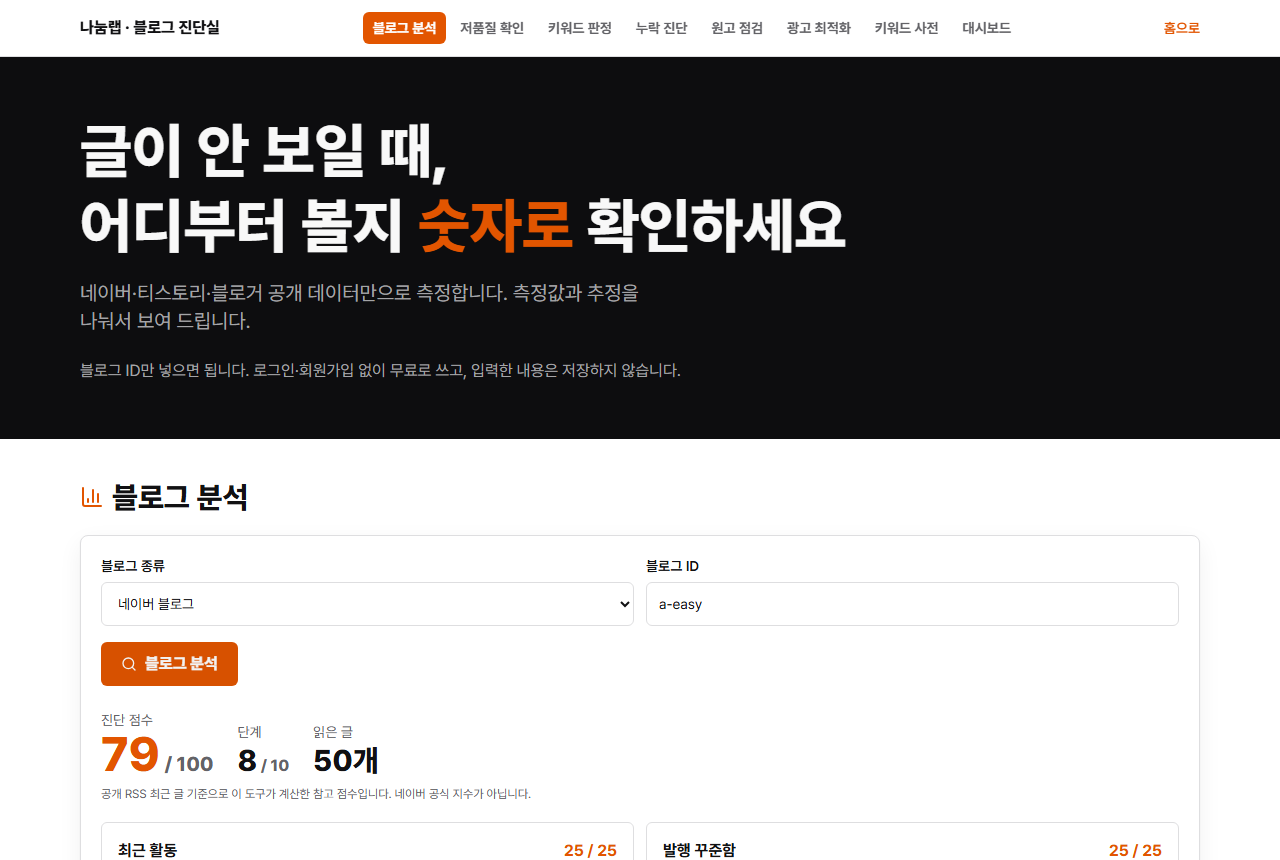 나눔랩 · 블로그 진단실
블로그 분석
저품질 확인
키워드 판정
누락 진단
원고 점검
광고 최적화
키워드 사전
대시보드
홈으로
글이 안 보일 때,
어디부터 볼지 숫자로 확인하세요
네이버·티스토리·블로거 공개 데이터만으로 측정합니다. 측정값과 추정을
나눠서 보여 드립니다.
블로그 ID만 넣으면 됩니다. 로그인·회원가입 없이 무료로 쓰고, 입력한 내용은 저장하지 않습니다.
블로그 분석
블로그 종류
네이버 블로그
블로그 ID
a-easy
블로그 분석
진단 점수
79 / 100
단계
8 / 10
읽은 글
50개
공개 RSS 최근 글 기준으로 이 도구가 계산한 참고 점수입니다. 네이버 공식 지수가 아닙니다.
최근 활동 25 / 25
발행 꾸준함 25 / 25